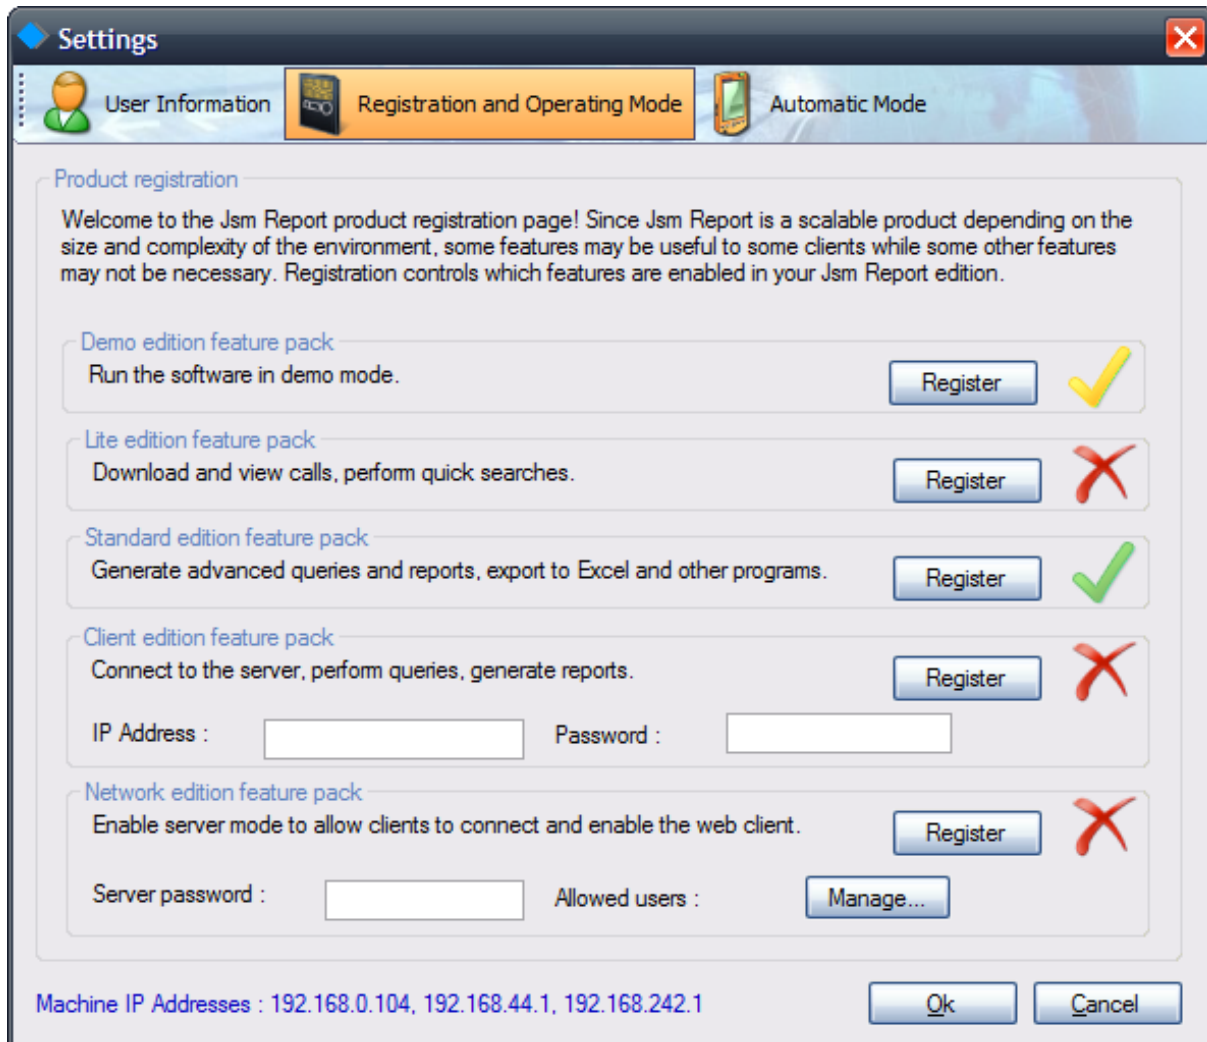 Settings
User Information
Registration and Operating Mode
Automatic Mode
Product registration
Welcome to the Jsm Report product registration page! Since Jsm Report is a scalable product depending on the
size and complexity of the environment, some features may be useful to some clients while some other features
may not be necessary. Registration controls which features are enabled in your Jsm Report edition.
Demo edition feature pack
Run the software in demo mode.
Register
Lite edition feature pack
Download and view calls, perform quick searches.
Register
Standard edition feature pack
Generate advanced queries and reports, export to Excel and other programs.
Register
Client edition feature pack
Connect to the server, perform queries, generate reports.
Register
IP Address :
Password :
Network edition feature pack
Enable server mode to allow clients to connect and enable the web client.
Register
Server password :
Allowed users :
Manage...
Machine IP Addresses : 192.168.0.104, 192.168.44.1, 192.168.242.1
Ok
Cancel